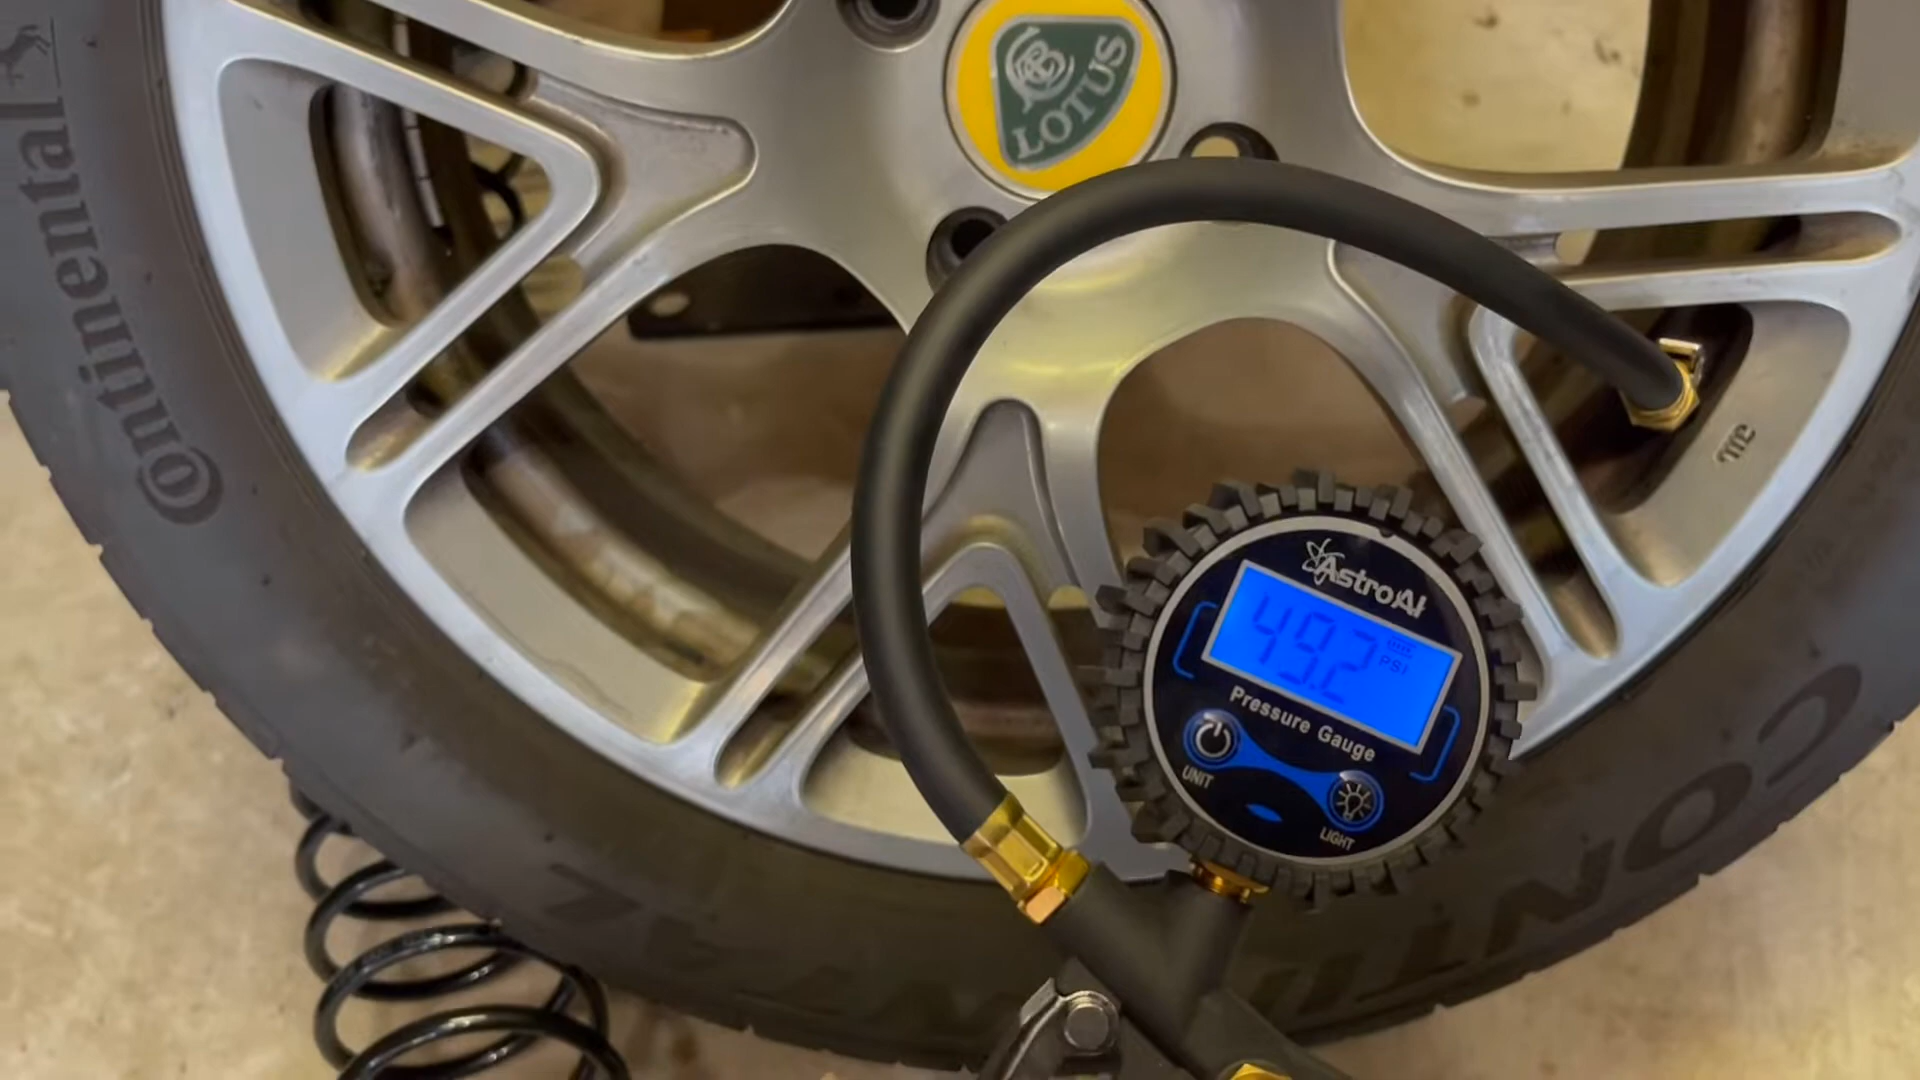 LOTUS
Continental
AstroAI
49.2 PSI
Pressure Gauge
UNIT
LIGHT
CONTI